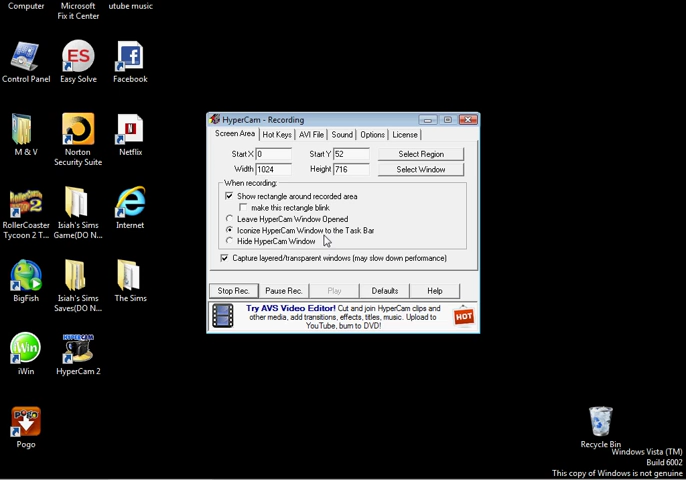 Computer
Microsoft
Fix it Center
utube music
Control Panel
ES
Easy Solve
Facebook
M & V
Norton
Security Suite
N
Netflix
RollerCoaster
Tycoon 2 T...
Isiah's Sims
Game(DO N...
Internet
BigFish
Isiah's Sims
Saves(DO N...
The Sims
iWin
iWin
HYPERCAM
HyperCam 2
POGO
Pogo
HyperCam - Recording
Screen Area
Hot Keys
AVI File
Sound
Options
License
Start X
0
Start Y
52
Select Region
Width
1024
Height
716
Select Window
When recording:
Show rectangle around recorded area
make this rectangle blink
Leave HyperCam Window Opened
Iconize HyperCam Window to the Task Bar
Hide HyperCam Window
Capture layered/transparent windows (may slow down performance)
Stop Rec.
Pause Rec.
Play
Defaults
Help
Try AVS Video Editor! Cut and join HyperCam clips and
other media, add transitions, effects, titles, music. Upload to
YouTube, burn to DVD!
HOT
Recycle Bin
Windows Vista (TM)
Build 6002
This copy of Windows is not genuine